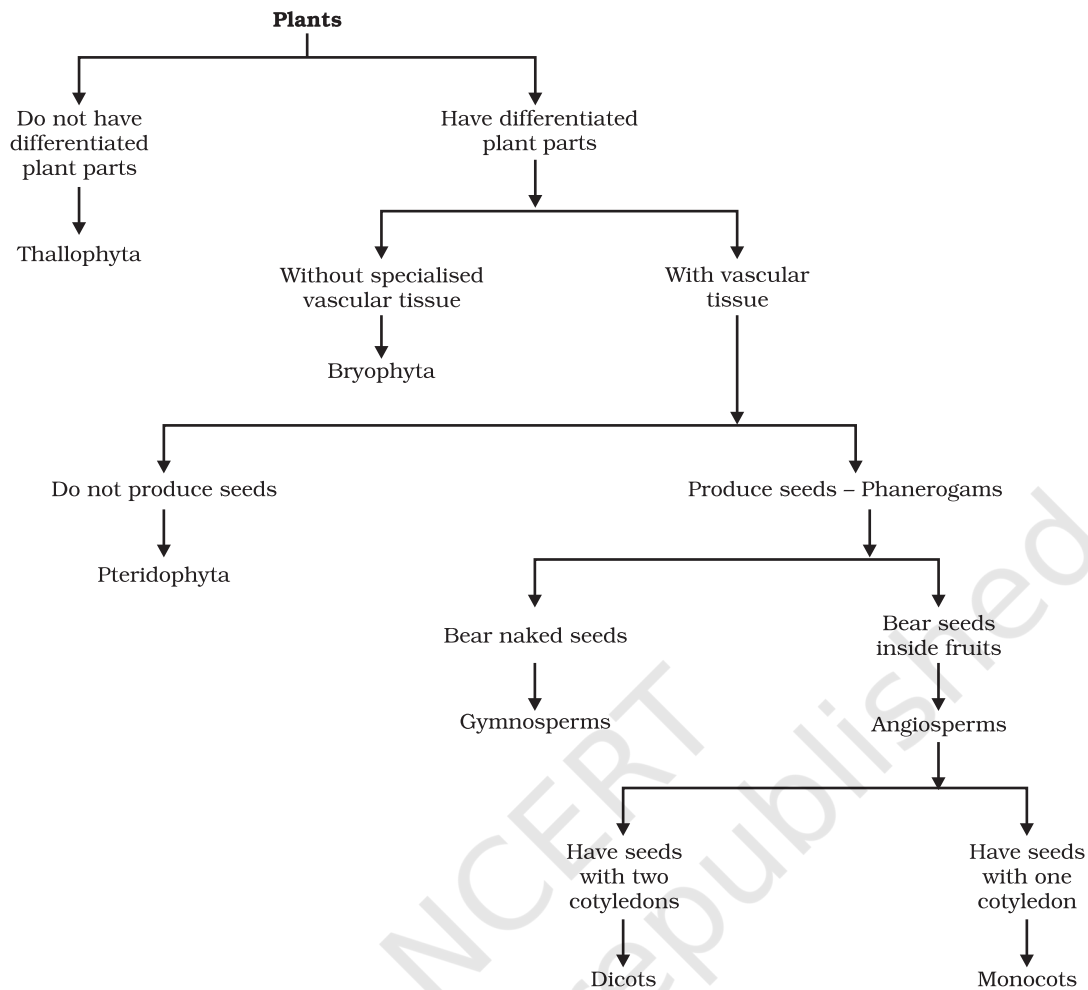 Plants
Do not have
differentiated
plant parts
Have differentiated
plant parts
Thallophyta
Without specialised
vascular tissue
With vascular
tissue
Bryophyta
Do not produce seeds
Produce seeds – Phanerogams
Pteridophyta
Bear naked seeds
Bear seeds
inside fruits
Gymnosperms
Angiosperms
Have seeds
with two
cotyledons
Have seeds
with one
cotyledon
Dicots
Monocots
NCERT
republished